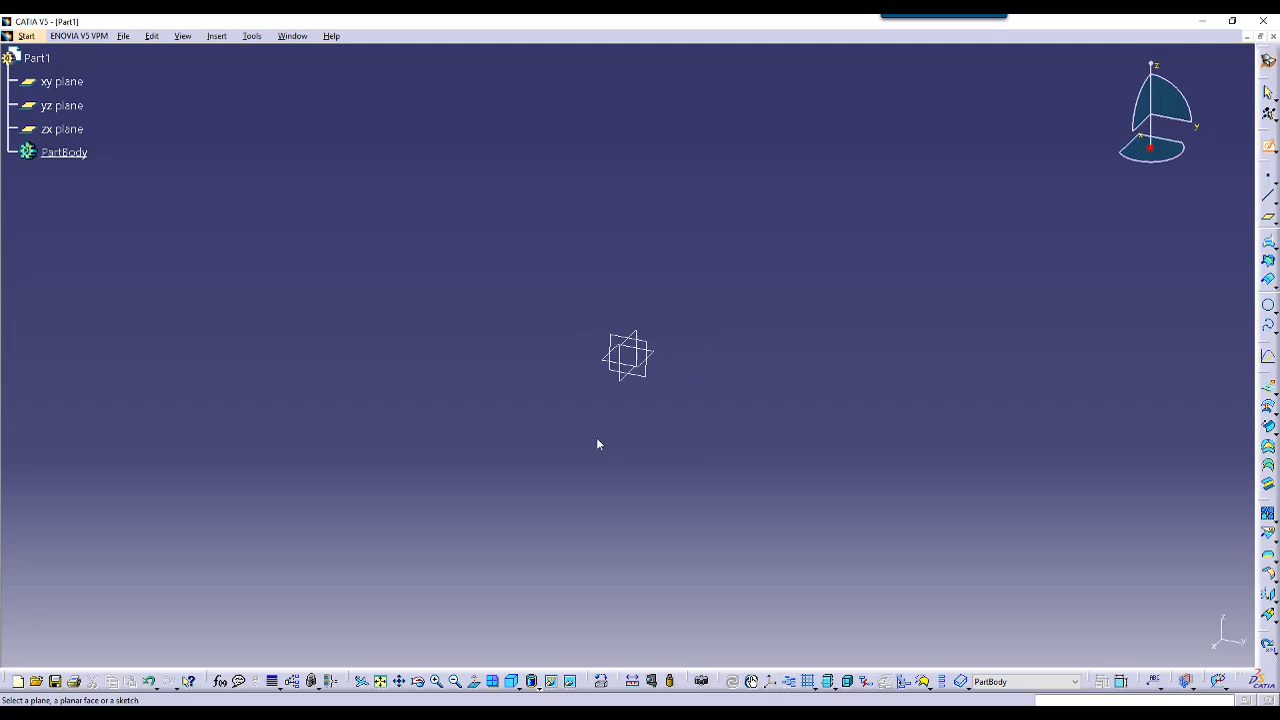 CATIA V5 - [Part1]
Start ENOVIA V5 VPM File Edit View Insert Tools Window Help
Part1
xy plane
yz plane
zx plane
PartBody
z
y
x
z
y
x
f(x)
PartBody
CATIA
Select a plane, a planar face or a sketch